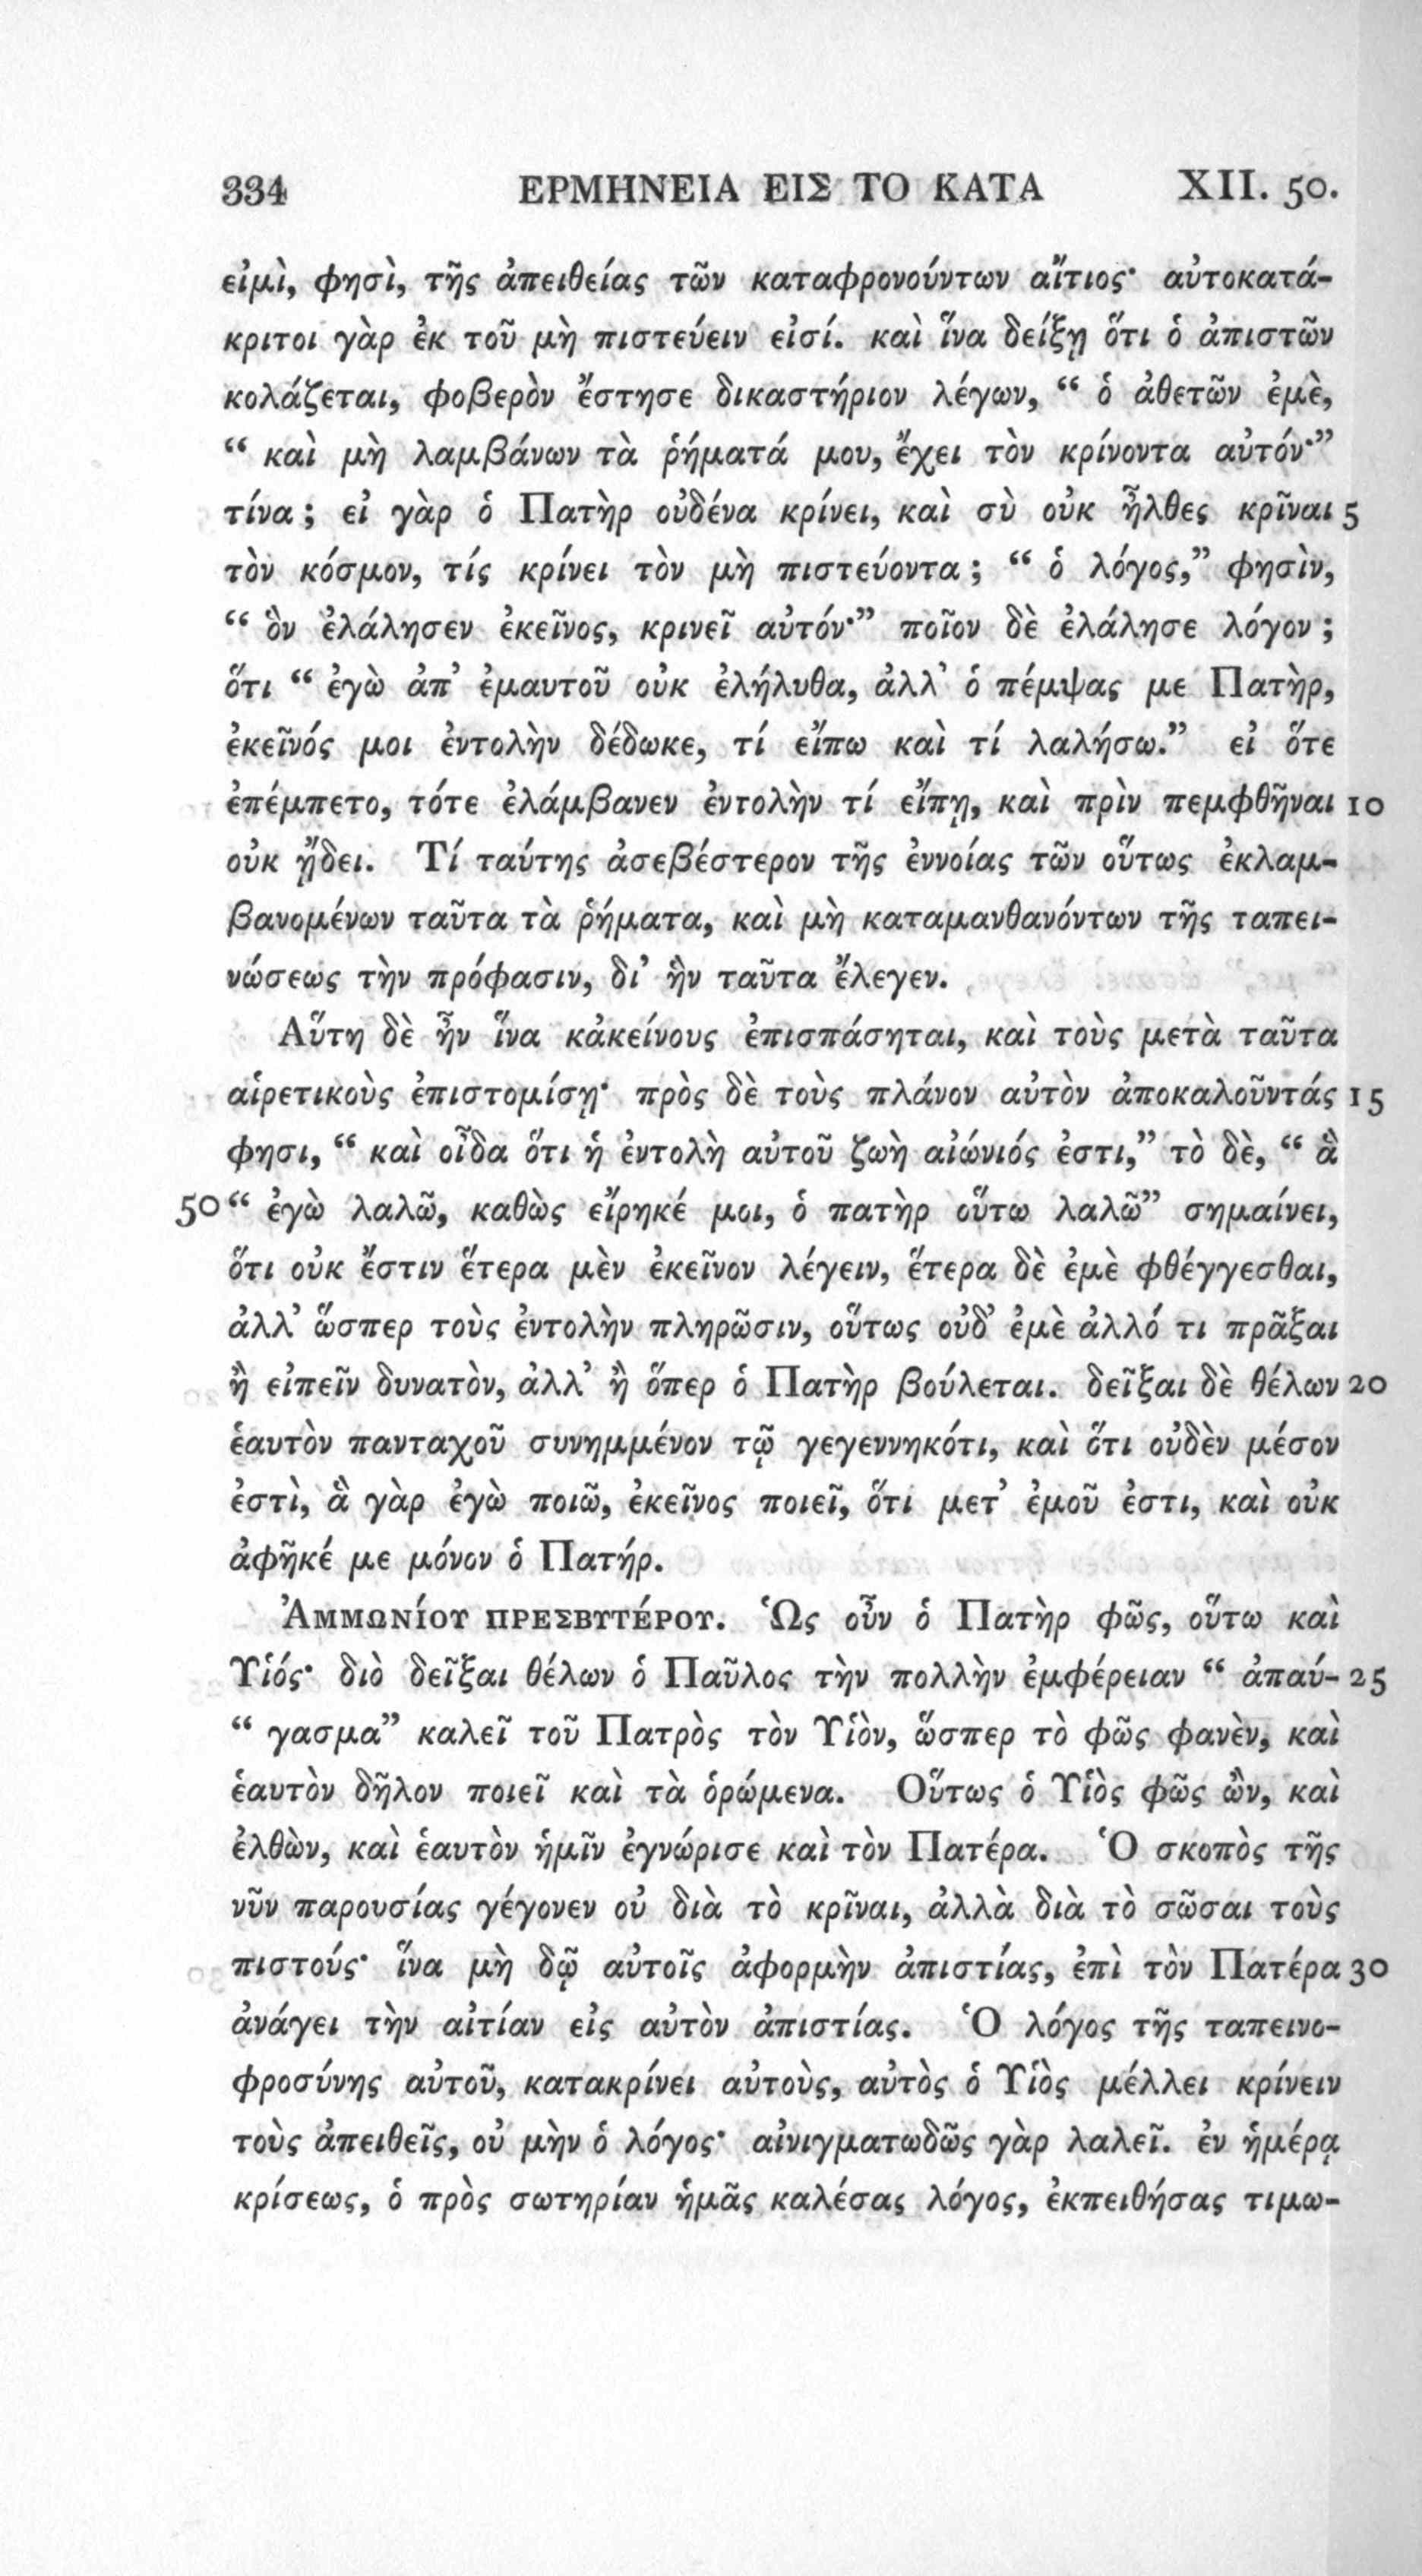 334 ΕΡΜΗΝΕΙΑ ΕΙΣ ΤΟ ΚΑΤΑ XII. 50.
εἰμὶ, φησὶ, τῆς ἀπειθείας τῶν καταφρονούντων αἴτιος· αὐτοκατά-
κριτοι γὰρ ἐκ τοῦ μὴ πιστεύειν εἰσί. καὶ ἵνα δείξῃ ὅτι ὁ ἀπιστῶν
κολάζεται, φοβερὸν ἔστησε δικαστήριον λέγων, “ ὁ ἀθετῶν ἐμὲ,
“ καὶ μὴ λαμβάνων τὰ ῥήματά μου, ἔχει τὸν κρίνοντα αὐτόν·”
τίνα ; εἰ γὰρ ὁ Πατὴρ οὐδένα κρίνει, καὶ σὺ οὐκ ἦλθες κρῖναι 5
τὸν κόσμον, τίς κρίνει τὸν μὴ πιστεύοντα ; “ ὁ λόγος,” φησὶν,
“ ὃν ἐλάλησεν ἐκεῖνος, κρινεῖ αὐτόν·” ποῖον δὲ ἐλάλησε λόγον ;
ὅτι “ ἐγὼ ἀπ’ ἐμαυτοῦ οὐκ ἐλήλυθα, ἀλλ’ ὁ πέμψας με Πατὴρ,
ἐκεῖνός μοι ἐντολὴν δέδωκε, τί εἴπω καὶ τί λαλήσω.” εἰ ὅτε
ἐπέμπετο, τότε ἐλάμβανεν ἐντολὴν τί εἴπῃ, καὶ πρὶν πεμφθῆναι 10
οὐκ ᾔδει. Τί ταύτης ἀσεβέστερον τῆς ἐννοίας τῶν οὕτως ἐκλαμ-
βανομένων ταῦτα τὰ ῥήματα, καὶ μὴ καταμανθανόντων τῆς ταπει-
νώσεως τὴν πρόφασιν, δι’ ἣν ταῦτα ἔλεγεν.
Αὕτη δὲ ἦν ἵνα κἀκείνους ἐπισπάσηται, καὶ τοὺς μετὰ ταῦτα
αἱρετικοὺς ἐπιστομίσῃ· πρὸς δὲ τοὺς πλάνον αὐτὸν ἀποκαλοῦντάς 15
φησι, “ καὶ οἶδα ὅτι ἡ ἐντολὴ αὐτοῦ ζωὴ αἰώνιός ἐστι,” τὸ δὲ, “ ἃ
50 “ ἐγὼ λαλῶ, καθὼς εἴρηκέ μοι, ὁ πατὴρ οὕτω λαλῶ” σημαίνει,
ὅτι οὐκ ἔστιν ἕτερα μὲν ἐκεῖνον λέγειν, ἕτερα δὲ ἐμὲ φθέγγεσθαι,
ἀλλ’ ὥσπερ τοὺς ἐντολὴν πληρῶσιν, οὕτως οὐδ’ ἐμὲ ἀλλό τι πρᾶξαι
ἢ εἰπεῖν δυνατὸν, ἀλλ’ ἢ ὅπερ ὁ Πατὴρ βούλεται. δεῖξαι δὲ θέλων 20
ἑαυτὸν πανταχοῦ συνημμένον τῷ γεγεννηκότι, καὶ ὅτι οὐδὲν μέσον
ἐστὶ, ἃ γὰρ ἐγὼ ποιῶ, ἐκεῖνος ποιεῖ, ὅτι μετ’ ἐμοῦ ἐστι, καὶ οὐκ
ἀφῆκέ με μόνον ὁ Πατήρ.
Ἀμμωνίου πρεσβυτέρου. Ὡς οὖν ὁ Πατὴρ φῶς, οὕτω καὶ
Υἱός· διὸ δεῖξαι θέλων ὁ Παῦλος τὴν πολλὴν ἐμφέρειαν “ ἀπαύ- 25
“ γασμα” καλεῖ τοῦ Πατρὸς τὸν Υἱὸν, ὥσπερ τὸ φῶς φανὲν, καὶ
ἑαυτὸν δῆλον ποιεῖ καὶ τὰ ὁρώμενα. Οὕτως ὁ Υἱὸς φῶς ὢν, καὶ
ἐλθὼν, καὶ ἑαυτὸν ἡμῖν ἐγνώρισε καὶ τὸν Πατέρα. Ὁ σκοπὸς τῆς
νῦν παρουσίας γέγονεν οὐ διὰ τὸ κρῖναι, ἀλλὰ διὰ τὸ σῶσαι τοὺς
πιστούς· ἵνα μὴ δῷ αὐτοῖς ἀφορμὴν ἀπιστίας, ἐπὶ τὸν Πατέρα 30
ἀνάγει τὴν αἰτίαν εἰς αὐτὸν ἀπιστίας. Ὁ λόγος τῆς ταπεινο-
φροσύνης αὐτοῦ, κατακρίνει αὐτοὺς, αὐτὸς ὁ Υἱὸς μέλλει κρίνειν
τοὺς ἀπειθεῖς, οὐ μὴν ὁ λόγος· αἰνιγματωδῶς γὰρ λαλεῖ. ἐν ἡμέρᾳ
κρίσεως, ὁ πρὸς σωτηρίαν ἡμᾶς καλέσας λόγος, ἐκπειθήσας τιμω-